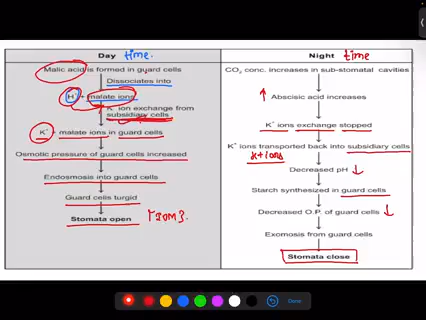 Day time.
Malic acid is formed in guard cells
Dissociates into
H+ + malate ions
K+ ion exchange from
subsidiary cells
K+ + malate ions in guard cells
Osmotic pressure of guard cells increased
Endosmosis into guard cells
Guard cells turgid
Stomata open
Night time
CO2 conc. increases in sub-stomatal cavities
Abscisic acid increases
K+ ions exchange stopped
K+ ions transported back into subsidiary cells
K+ ions
Decreased pH
Starch synthesized in guard cells
Decreased O.P. of guard cells
Exomosis from guard cells
Stomata close
Done